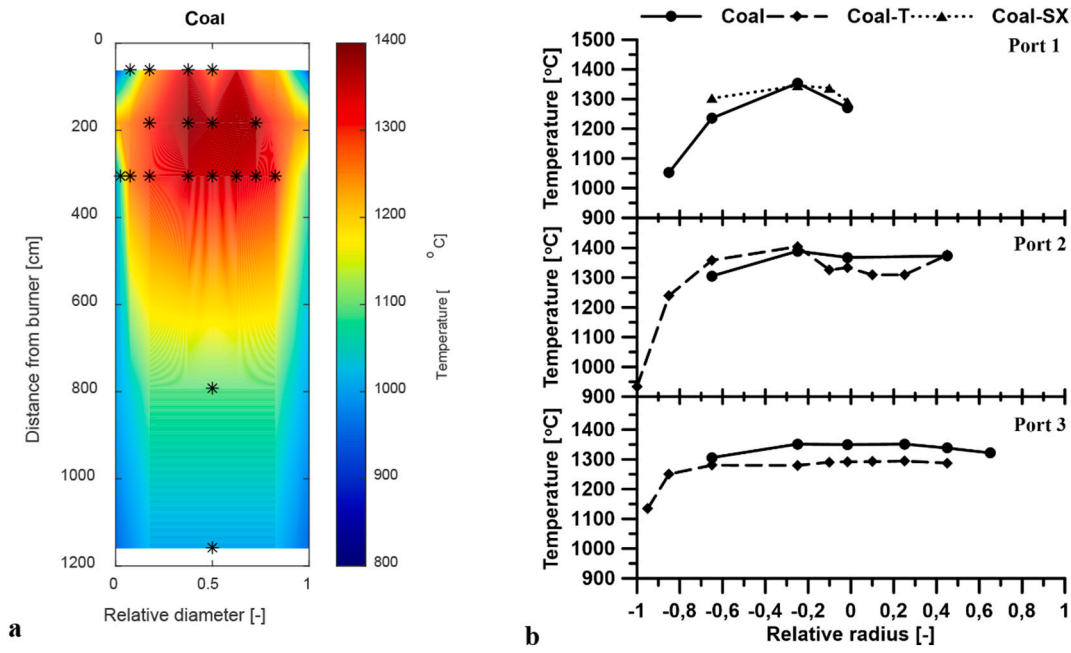 Coal
0
200
400
600
800
1000
1200
Distance from burner [cm]
0
0.5
1
Relative diameter [-]
1400
1300
1200
1100
1000
900
800
Temperature [ °C]
a
Coal Coal-T Coal-SX
Port 1
1500
1400
1300
1200
1100
1000
900
Temperature [°C]
Port 2
1400
1300
1200
1100
1000
900
Temperature [°C]
Port 3
1400
1300
1200
1100
1000
900
Temperature [°C]
-1 -0,8 -0,6 -0,4 -0,2 0 0,2 0,4 0,6 0,8 1
Relative radius [-]
b